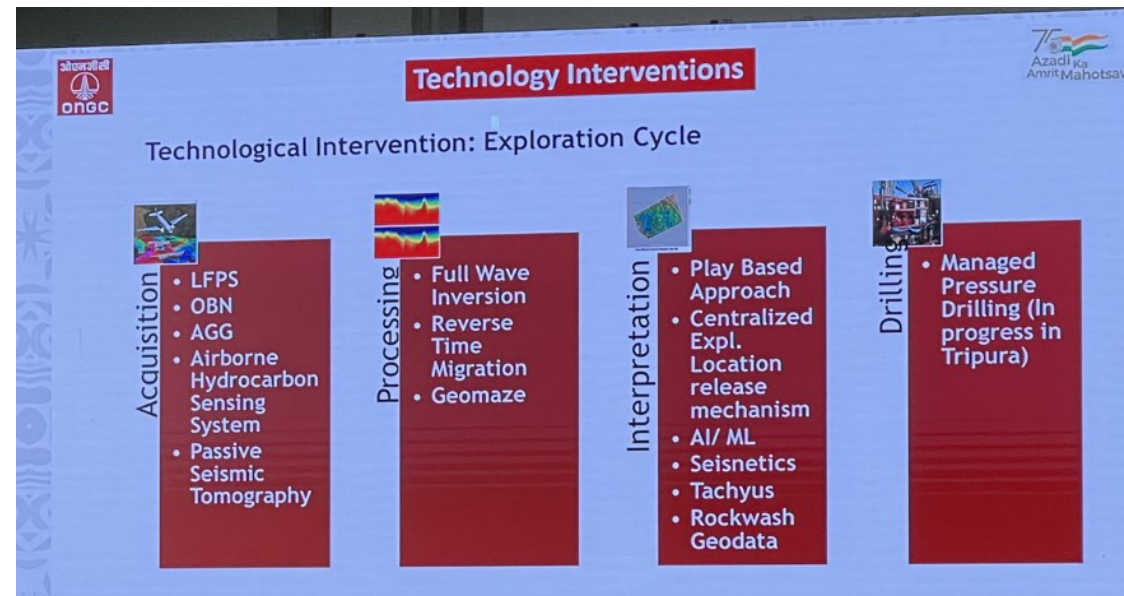 ओएनजीसी
ONGC
Technology Interventions
75
Azadi Ka
Amrit Mahotsav
Technological Intervention: Exploration Cycle
Acquisition
• LFPS
• OBN
• AGG
• Airborne
Hydrocarbon
Sensing
System
• Passive
Seismic
Tomography
Processing
• Full Wave
Inversion
• Reverse
Time
Migration
• Geomaze
Interpretation
• Play Based
Approach
• Centralized
Expl.
Location
release
mechanism
• AI/ ML
• Seisnetics
• Tachyus
• Rockwash
Geodata
Drilling
• Managed
Pressure
Drilling (In
progress in
Tripura)